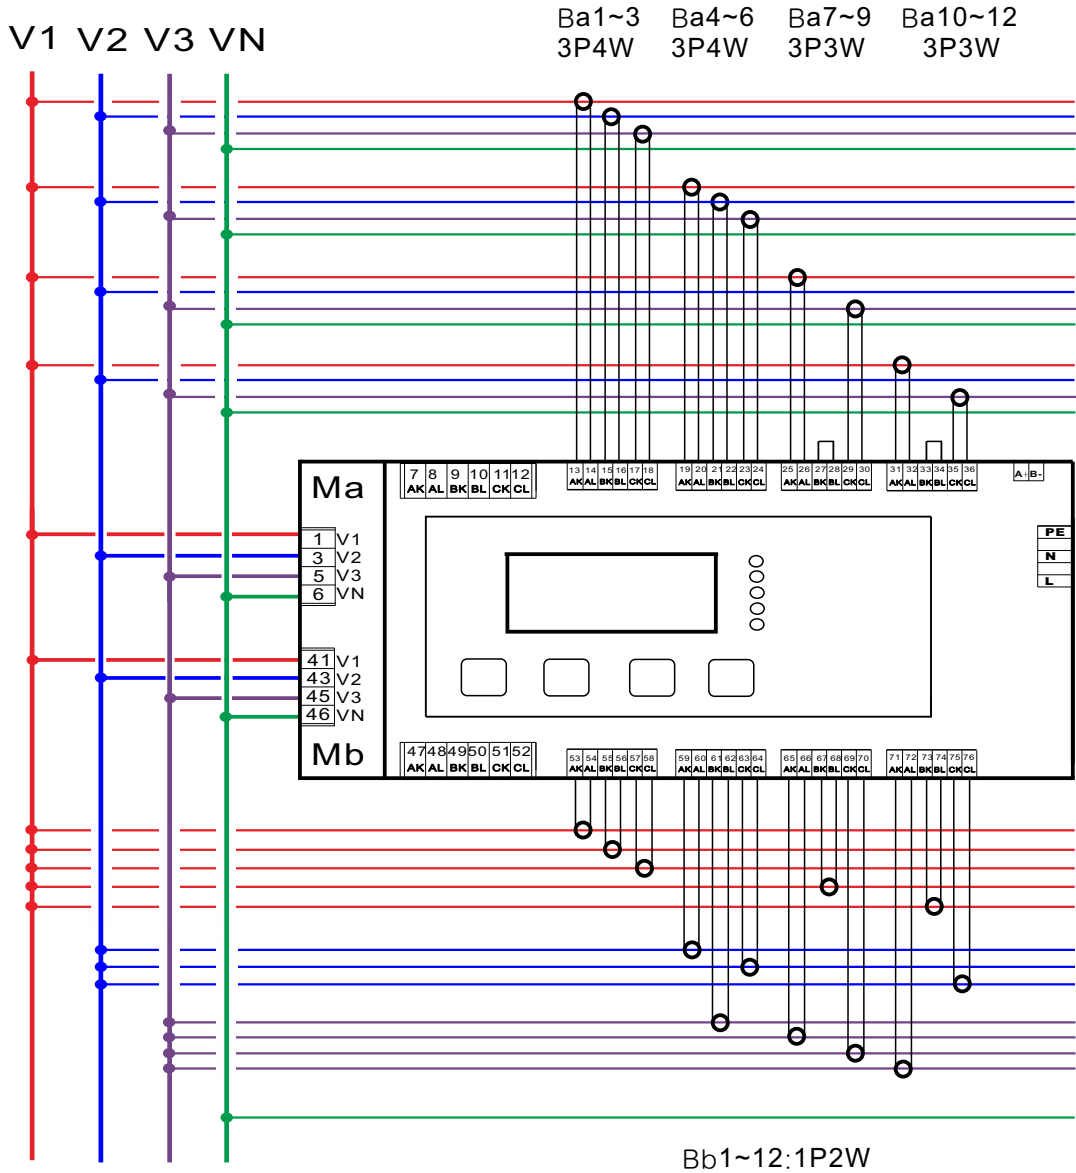 Ba1~3 Ba4~6 Ba7~9 Ba10~12
V1 V2 V3 VN
3P4W 3P4W 3P3W 3P3W
Ma
7 8 9 10 11 12
AK AL BK BL CK CL
13 14 15 16 17 18
AK AL BK BL CK CL
19 20 21 22 23 24
AK AL BK BL CK CL
25 26 27 28 29 30
AK AL BK BL CK CL
31 32 33 34 35 36
AK AL BK BL CK CL
A+ B-
1 V1
3 V2
5 V3
6 VN
PE
N
L
41 V1
43 V2
45 V3
46 VN
Mb
47 48 49 50 51 52
AK AL BK BL CK CL
53 54 55 56 57 58
AK AL BK BL CK CL
59 60 61 62 63 64
AK AL BK BL CK CL
65 66 67 68 69 70
AK AL BK BL CK CL
71 72 73 74 75 76
AK AL BK BL CK CL
Bb1~12:1P2W